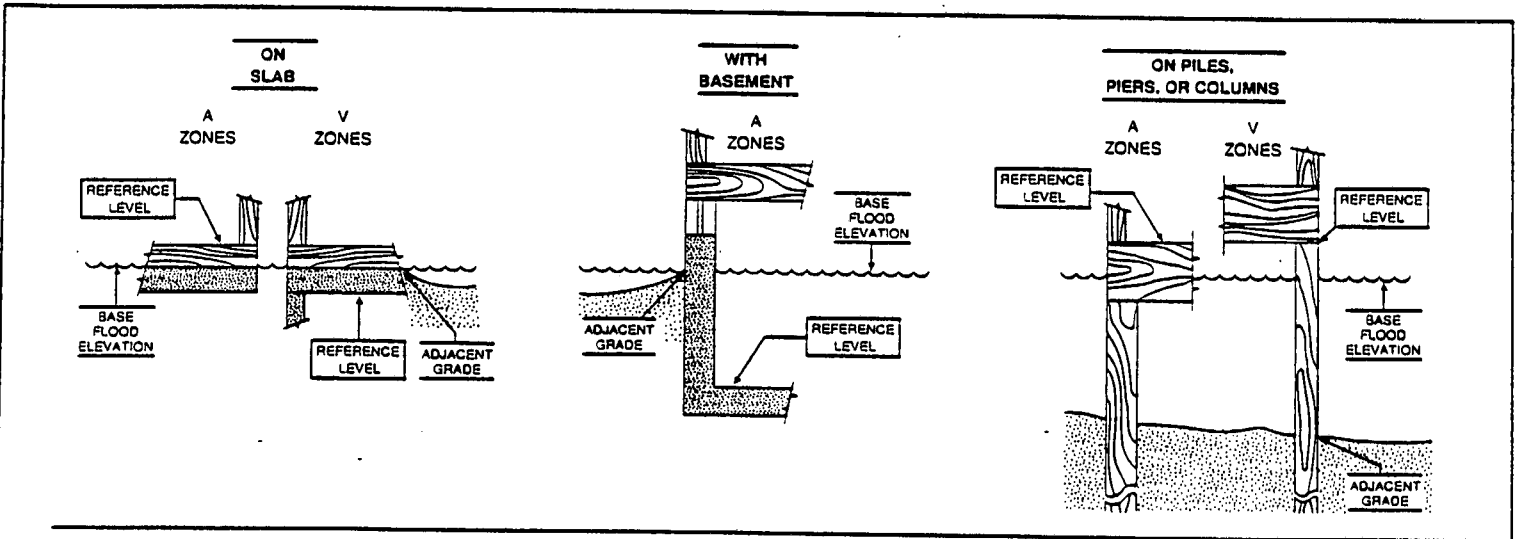 ON
SLAB
A
ZONES
V
ZONES
REFERENCE
LEVEL
BASE
FLOOD
ELEVATION
REFERENCE
LEVEL
ADJACENT
GRADE
WITH
BASEMENT
A
ZONES
BASE
FLOOD
ELEVATION
ADJACENT
GRADE
REFERENCE
LEVEL
ON PILES,
PIERS, OR COLUMNS
A
ZONES
V
ZONES
REFERENCE
LEVEL
REFERENCE
LEVEL
BASE
FLOOD
ELEVATION
ADJACENT
GRADE